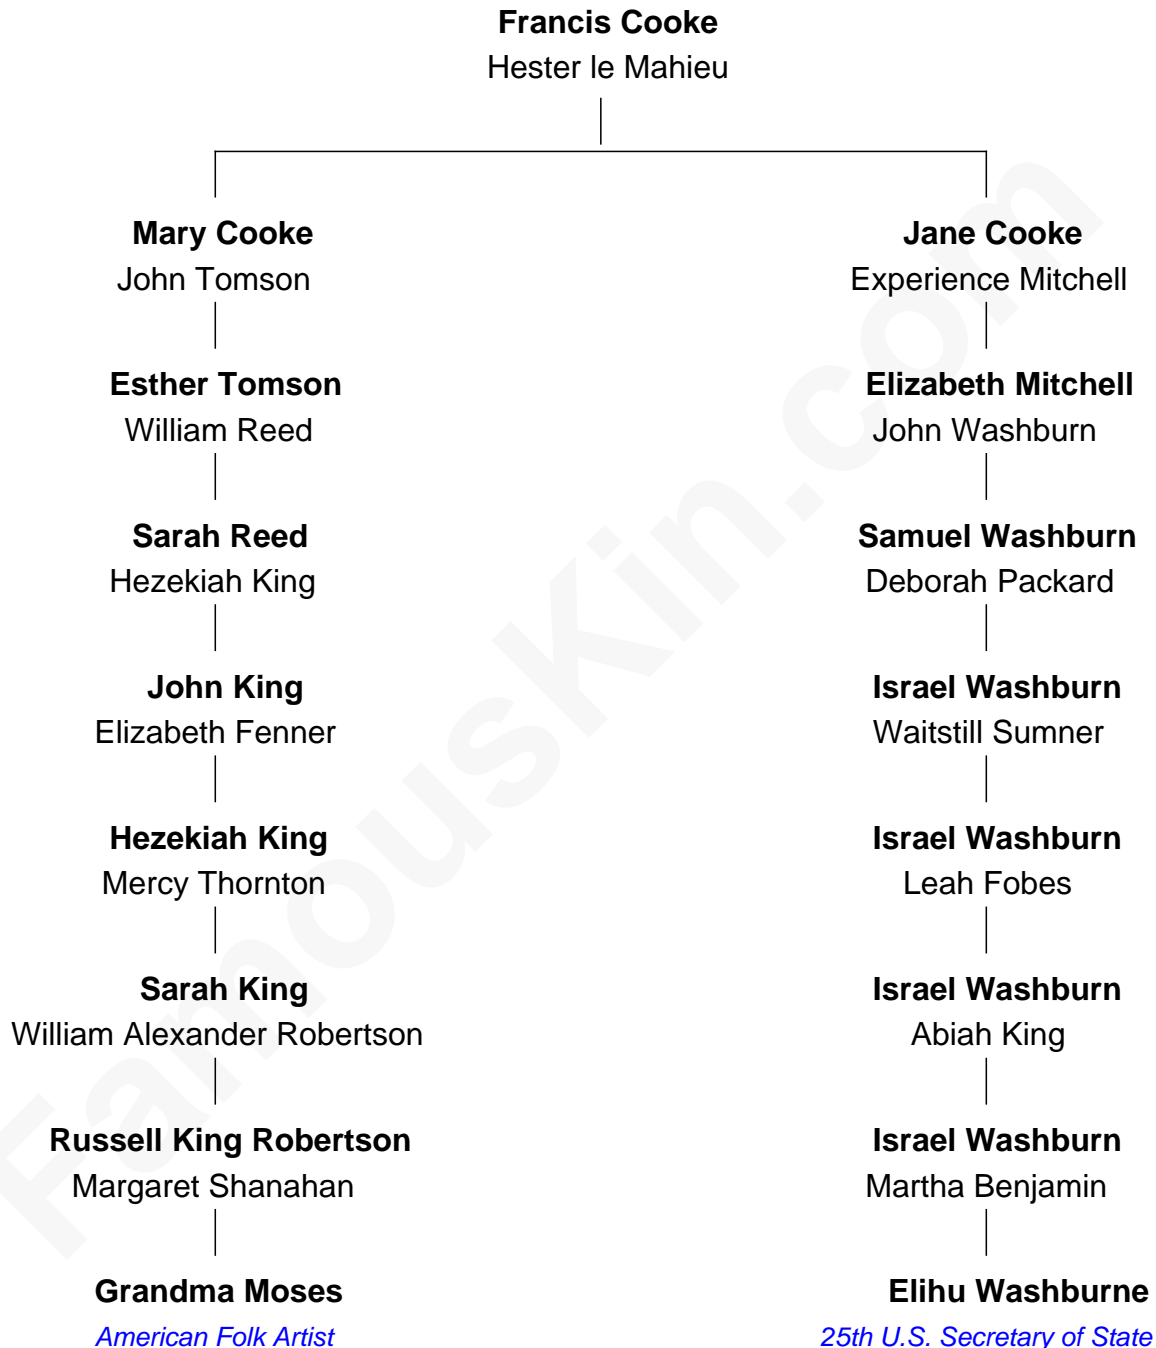 Francis Cooke
Hester le Mahieu
Mary Cooke
John Tomson
Jane Cooke
Experience Mitchell
Esther Tomson
William Reed
Elizabeth Mitchell
John Washburn
Sarah Reed
Hezekiah King
Samuel Washburn
Deborah Packard
John King
Elizabeth Fenner
Israel Washburn
Waitstill Sumner
Hezekiah King
Mercy Thornton
Israel Washburn
Leah Fobes
Sarah King
William Alexander Robertson
Israel Washburn
Abiah King
Russell King Robertson
Margaret Shanahan
Israel Washburn
Martha Benjamin
Grandma Moses
American Folk Artist
Elihu Washburne
25th U.S. Secretary of State
FamousKin.com